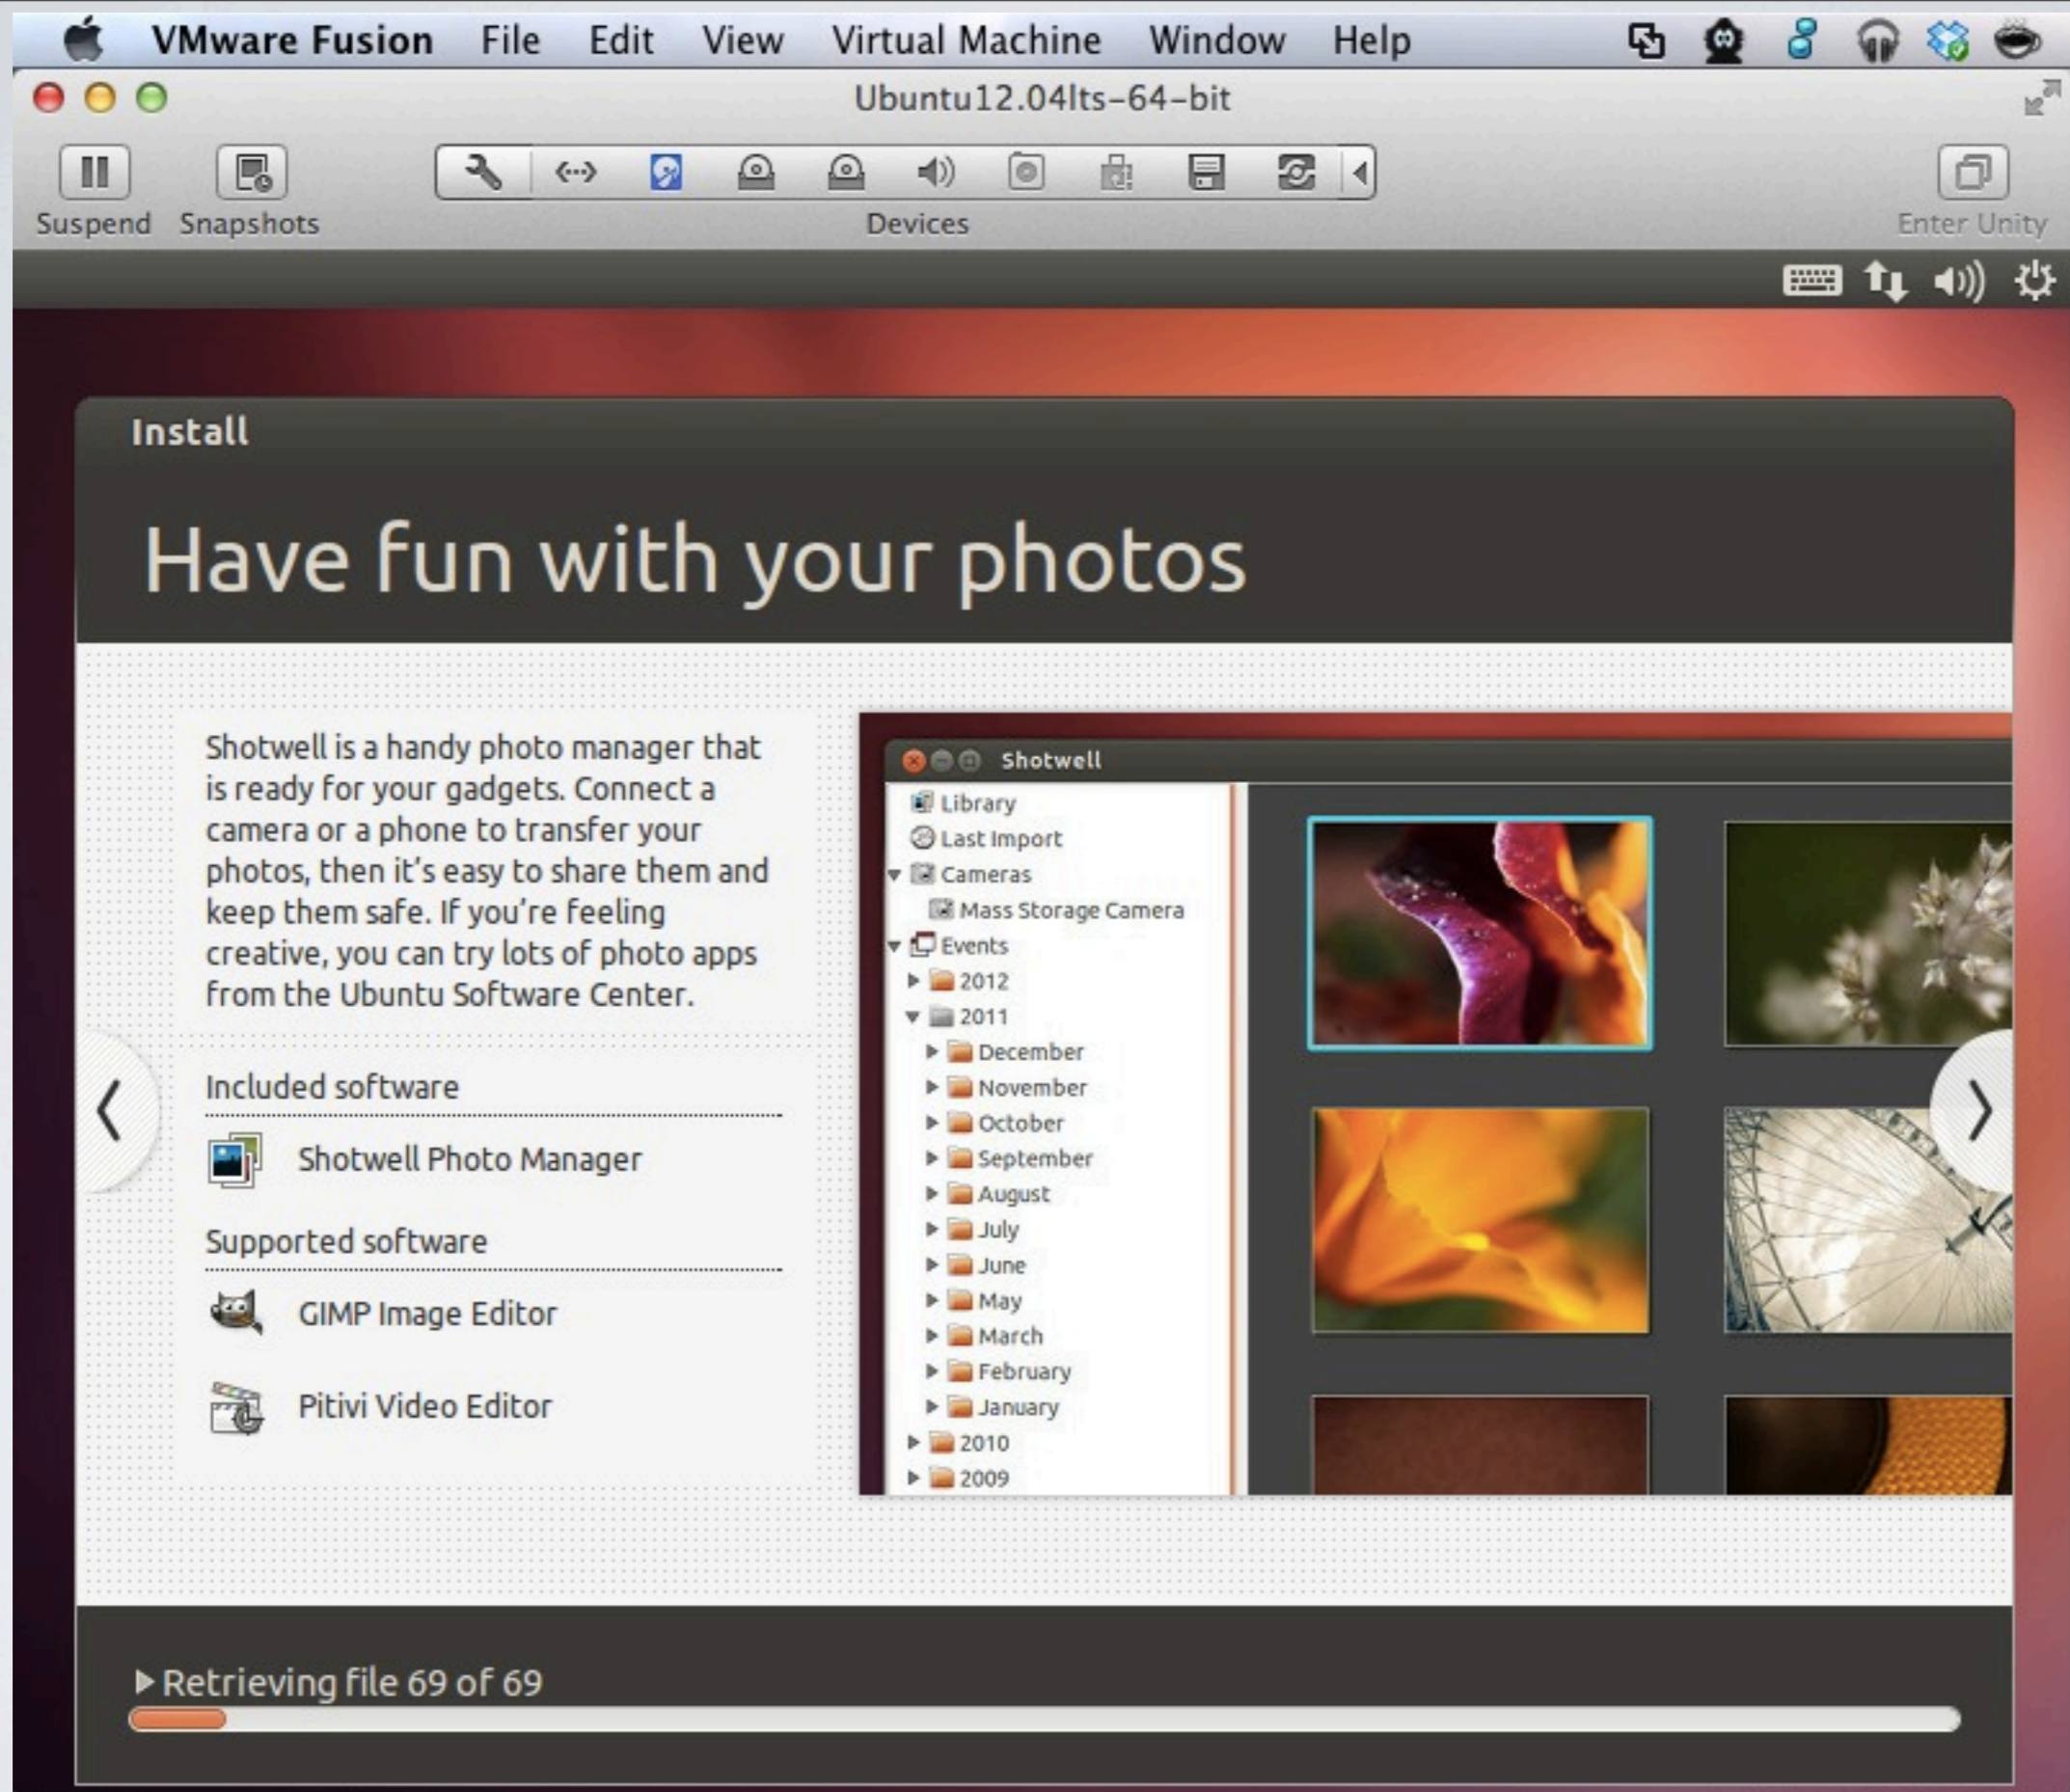 VMware Fusion File Edit View Virtual Machine Window Help
Ubuntu12.04lts-64-bit
Suspend Snapshots Devices Enter Unity
Install
Have fun with your photos
Shotwell is a handy photo manager that
is ready for your gadgets. Connect a
camera or a phone to transfer your
photos, then it's easy to share them and
keep them safe. If you're feeling
creative, you can try lots of photo apps
from the Ubuntu Software Center.
Included software
Shotwell Photo Manager
Supported software
GIMP Image Editor
Pitivi Video Editor
Shotwell
Library
Last Import
Cameras
Mass Storage Camera
Events
2012
2011
December
November
October
September
August
July
June
May
March
February
January
2010
2009
Retrieving file 69 of 69